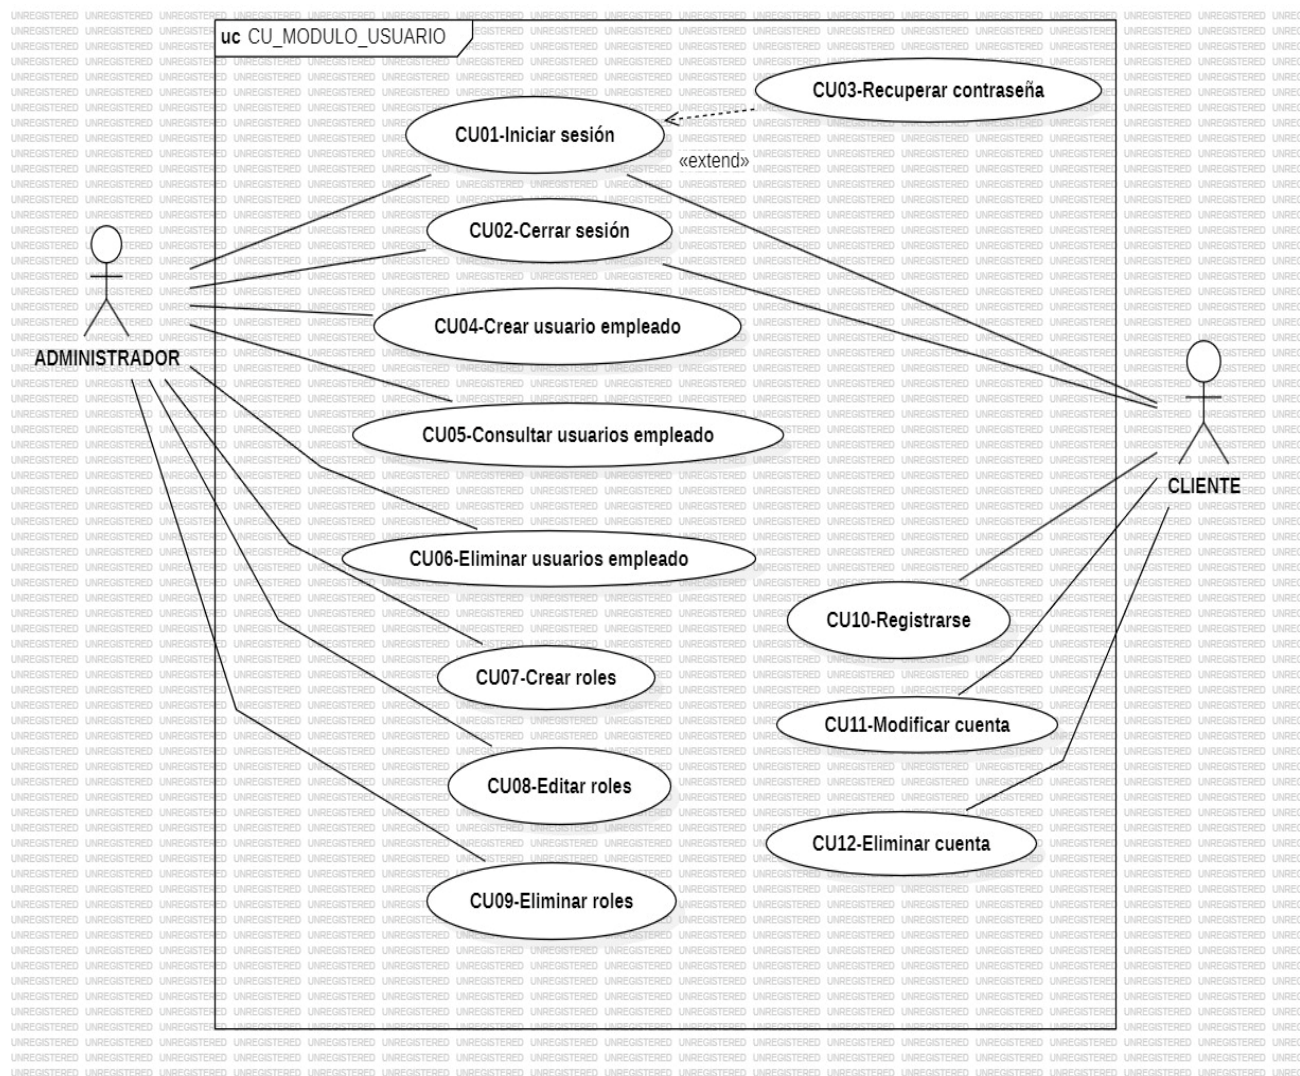 uc CU_MODULO_USUARIO
CU03-Recuperar contraseña
CU01-Iniciar sesión
«extend»
CU02-Cerrar sesión
CU04-Crear usuario empleado
ADMINISTRADOR
CU05-Consultar usuarios empleado
CLIENTE
CU06-Eliminar usuarios empleado
CU10-Registrarse
CU07-Crear roles
CU11-Modificar cuenta
CU08-Editar roles
CU12-Eliminar cuenta
CU09-Eliminar roles
UNREGISTERED